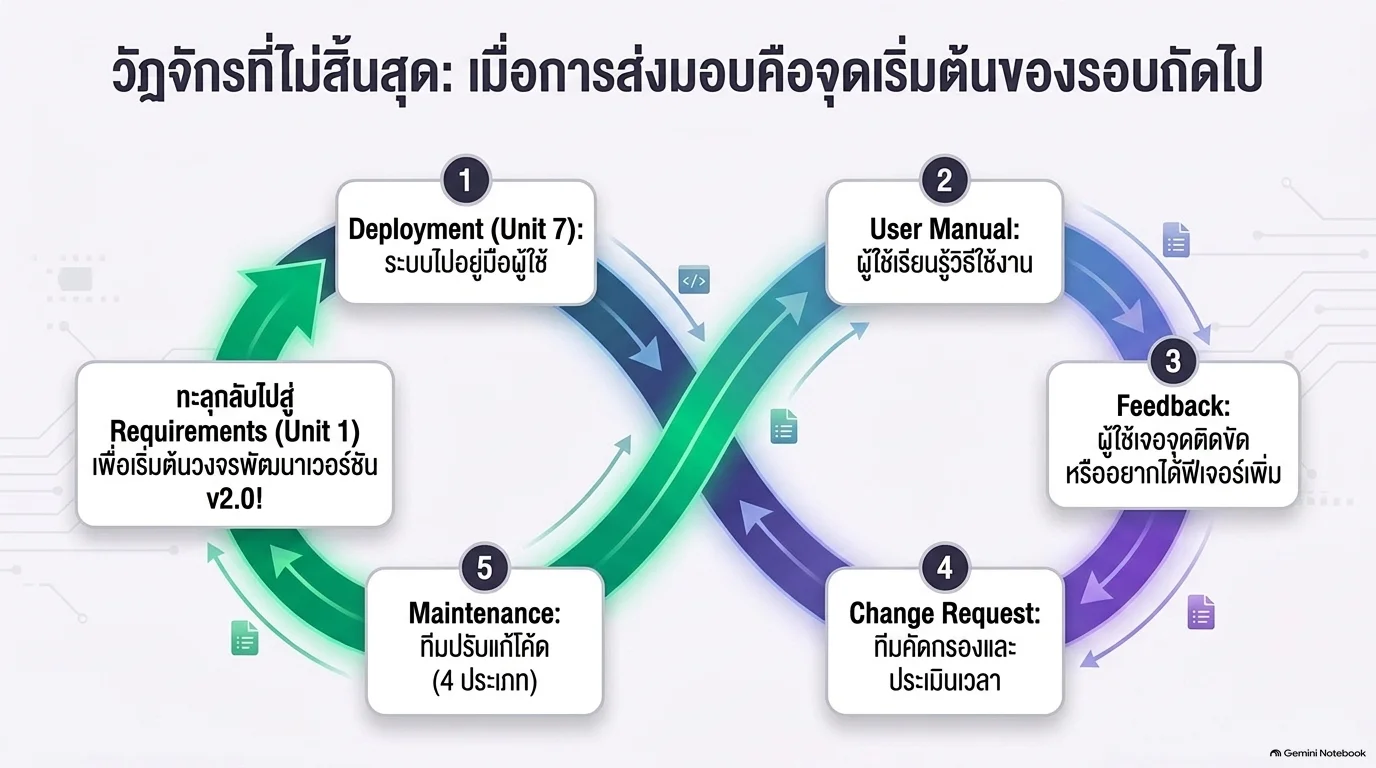 วัฏจักรที่ไม่สิ้นสุด: เมื่อการส่งมอบคือจุดเริ่มต้นของรอบถัดไป
1
Deployment (Unit 7):
ระบบไปอยู่มือผู้ใช้
2
User Manual:
ผู้ใช้เรียนรู้วิธีใช้งาน
</>
3
Feedback:
ผู้ใช้เจอจุดติดขัด
หรืออยากได้ฟีเจอร์เพิ่ม
4
Change Request:
ทีมคัดกรองและ
ประเมินเวลา
5
Maintenance:
ทีมปรับแก้โค้ด
(4 ประเภท)
ทะลุกลับไปสู่
Requirements (Unit 1)
เพื่อเริ่มต้นวงจรพัฒนาเวอร์ชัน
v2.0!
Gemini Notebook